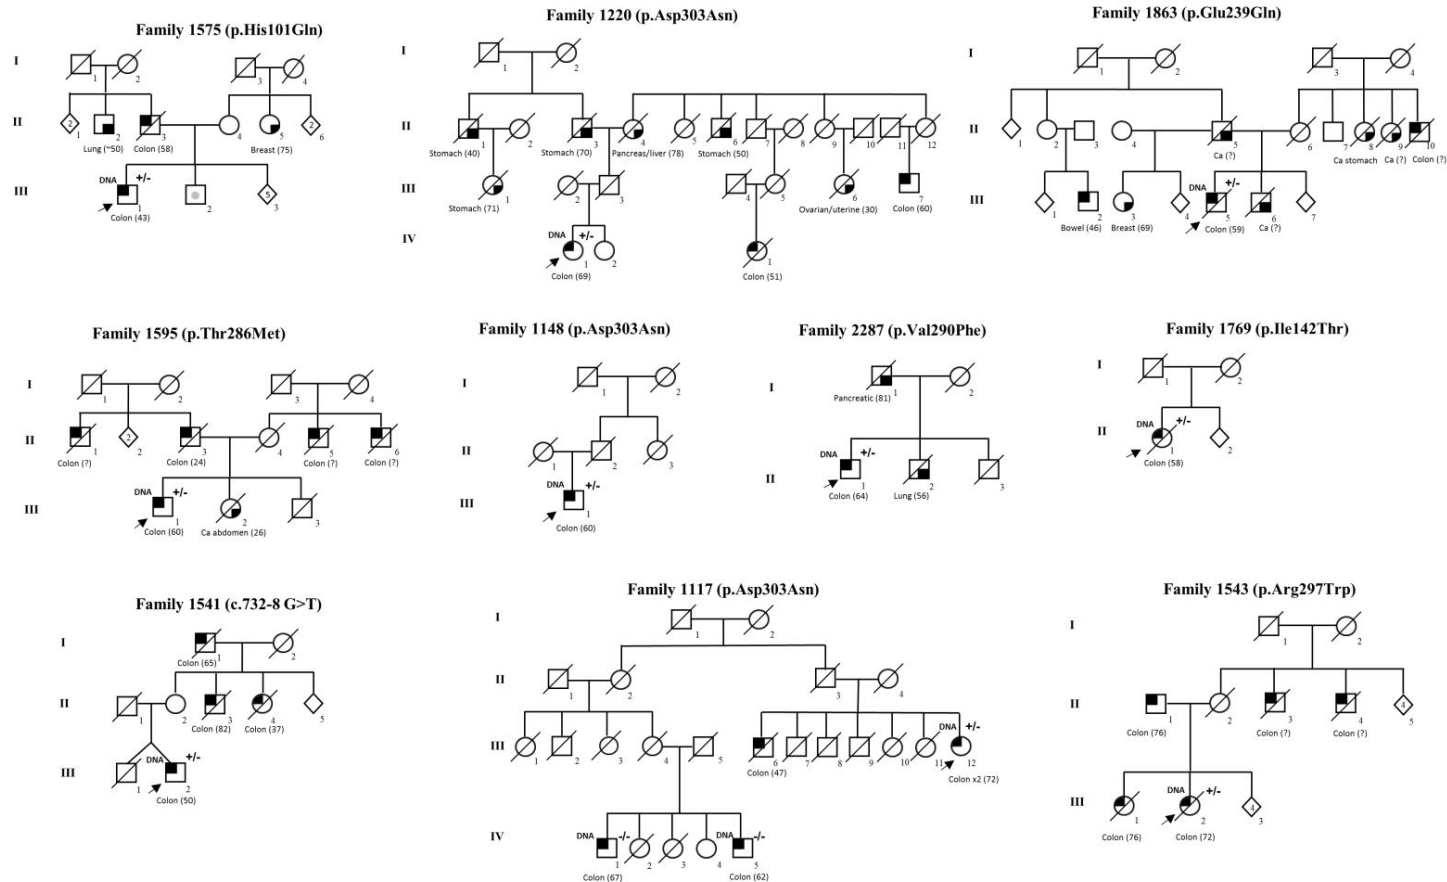 Family 1575 (p.His101Gln)
I
1 2 3 4
II
2 1 2 3 4 5 2 6
Lung (~50) Colon (58) Breast (75)
III
DNA +/- 1 2 5 3
Colon (43)
Family 1220 (p.Asp303Asn)
I
1 2
II
1 2 3 4 5 6 7 8 9 10 11 12
Stomach (40) Stomach (70) Pancreas/liver (78) Stomach (50)
III
1 2 3 4 5 6 7
Stomach (71) Ovarian/uterine (30) Colon (60)
IV
DNA +/- 1 2 1
Colon (69) Colon (51)
Family 1863 (p.Glu239Gln)
I
1 2 3 4
II
1 2 3 4 5 6 7 8 9 10
Ca (?) Ca stomach Ca (?) Colon (?)
III
1 2 3 4 DNA +/- 5 6 7
Bowel (46) Breast (69) Colon (59) Ca (?)
Family 1595 (p.Thr286Met)
I
1 2 3 4
II
1 2 2 3 4 5 6
Colon (?) Colon (24) Colon (?) Colon (?)
III
DNA +/- 1 2 3
Colon (60) Ca abdomen (26)
Family 1148 (p.Asp303Asn)
I
1 2
II
1 2 3
III
DNA +/- 1
Colon (60)
Family 2287 (p.Val290Phe)
I
1 2
Pancreatic (81)
II
DNA +/- 1 2 3
Colon (64) Lung (56)
Family 1769 (p.Ile142Thr)
I
1 2
II
DNA +/- 1 2
Colon (58)
Family 1541 (c.732-8 G>T)
I
1 2
Colon (65)
II
1 2 3 4 5
Colon (82) Colon (37)
III
1 DNA +/- 2
Colon (50)
Family 1117 (p.Asp303Asn)
I
1 2
II
1 2 3 4
III
1 2 3 4 5 6 7 8 9 10 11 DNA +/- 12
Colon (47) Colon x2 (72)
IV
DNA -/- 1 2 3 4 DNA -/- 5
Colon (67) Colon (62)
Family 1543 (p.Arg297Trp)
I
1 2
II
1 2 3 4 4 5
Colon (76) Colon (?) Colon (?)
III
1 DNA +/- 2 4 3
Colon (76) Colon (72)